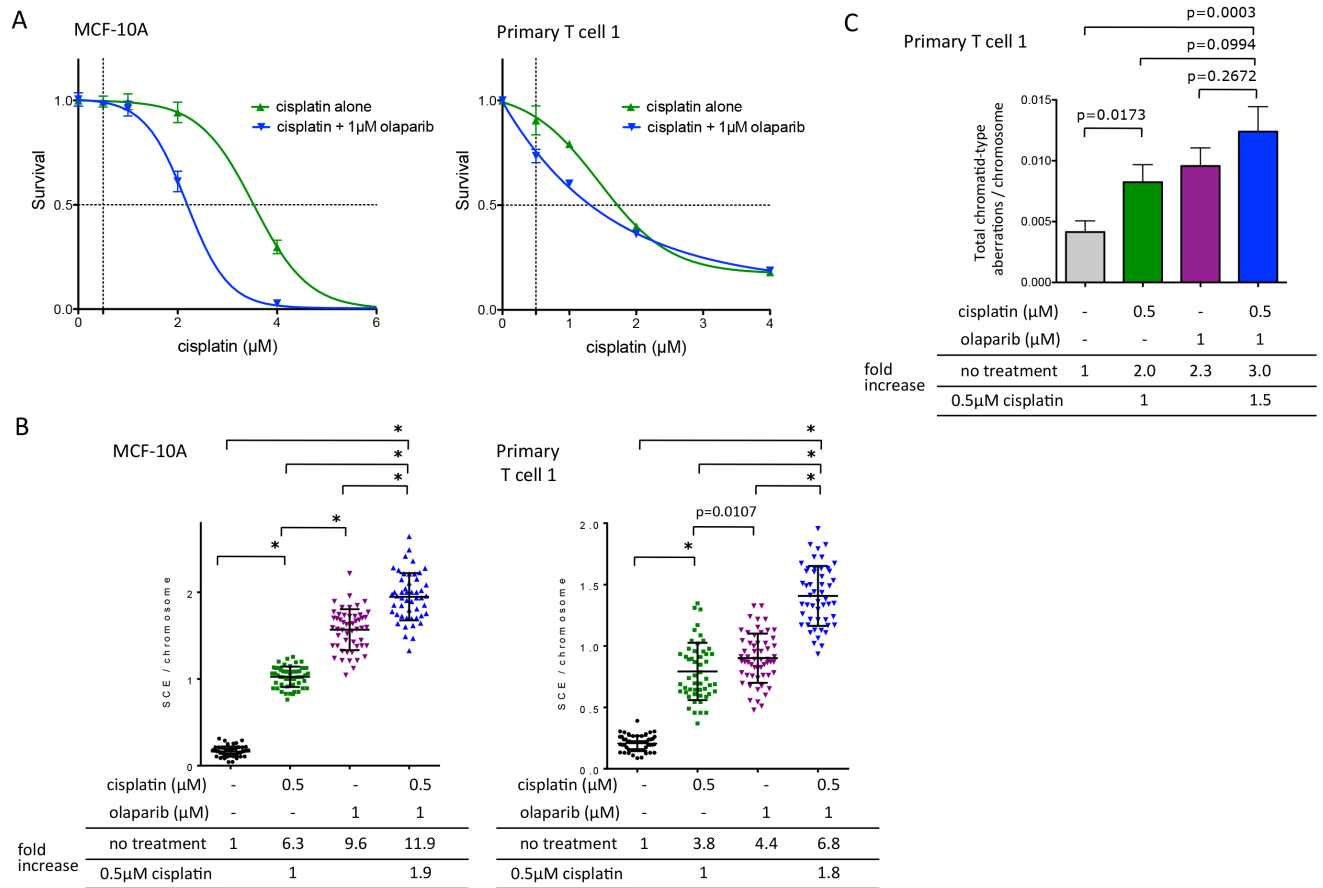 A
MCF-10A
1.0
0.5
0.0
0
2
4
6
Survival
cisplatin (µM)
cisplatin alone
cisplatin + 1µM olaparib
Primary T cell 1
1.0
0.5
0.0
0
1
2
3
4
Survival
cisplatin (µM)
cisplatin alone
cisplatin + 1µM olaparib
C
Primary T cell 1
p=0.0003
p=0.0994
p=0.2672
p=0.0173
0.015
0.010
0.005
0.000
Total chromatid-type
aberrations / chromosome
cisplatin (µM) - 0.5 - 0.5
olaparib (µM) - - 1 1
fold
increase
no treatment 1 2.0 2.3 3.0
0.5µM cisplatin 1 1.5
B
MCF-10A
*
*
*
*
*
2
1
0
SCE / chromosome
cisplatin (µM) - 0.5 - 0.5
olaparib (µM) - - 1 1
fold
increase
no treatment 1 6.3 9.6 11.9
0.5µM cisplatin 1 1.9
Primary
T cell 1
*
*
*
p=0.0107
*
2.0
1.5
1.0
0.5
0.0
SCE / chromosome
cisplatin (µM) - 0.5 - 0.5
olaparib (µM) - - 1 1
no treatment 1 3.8 4.4 6.8
0.5µM cisplatin 1 1.8